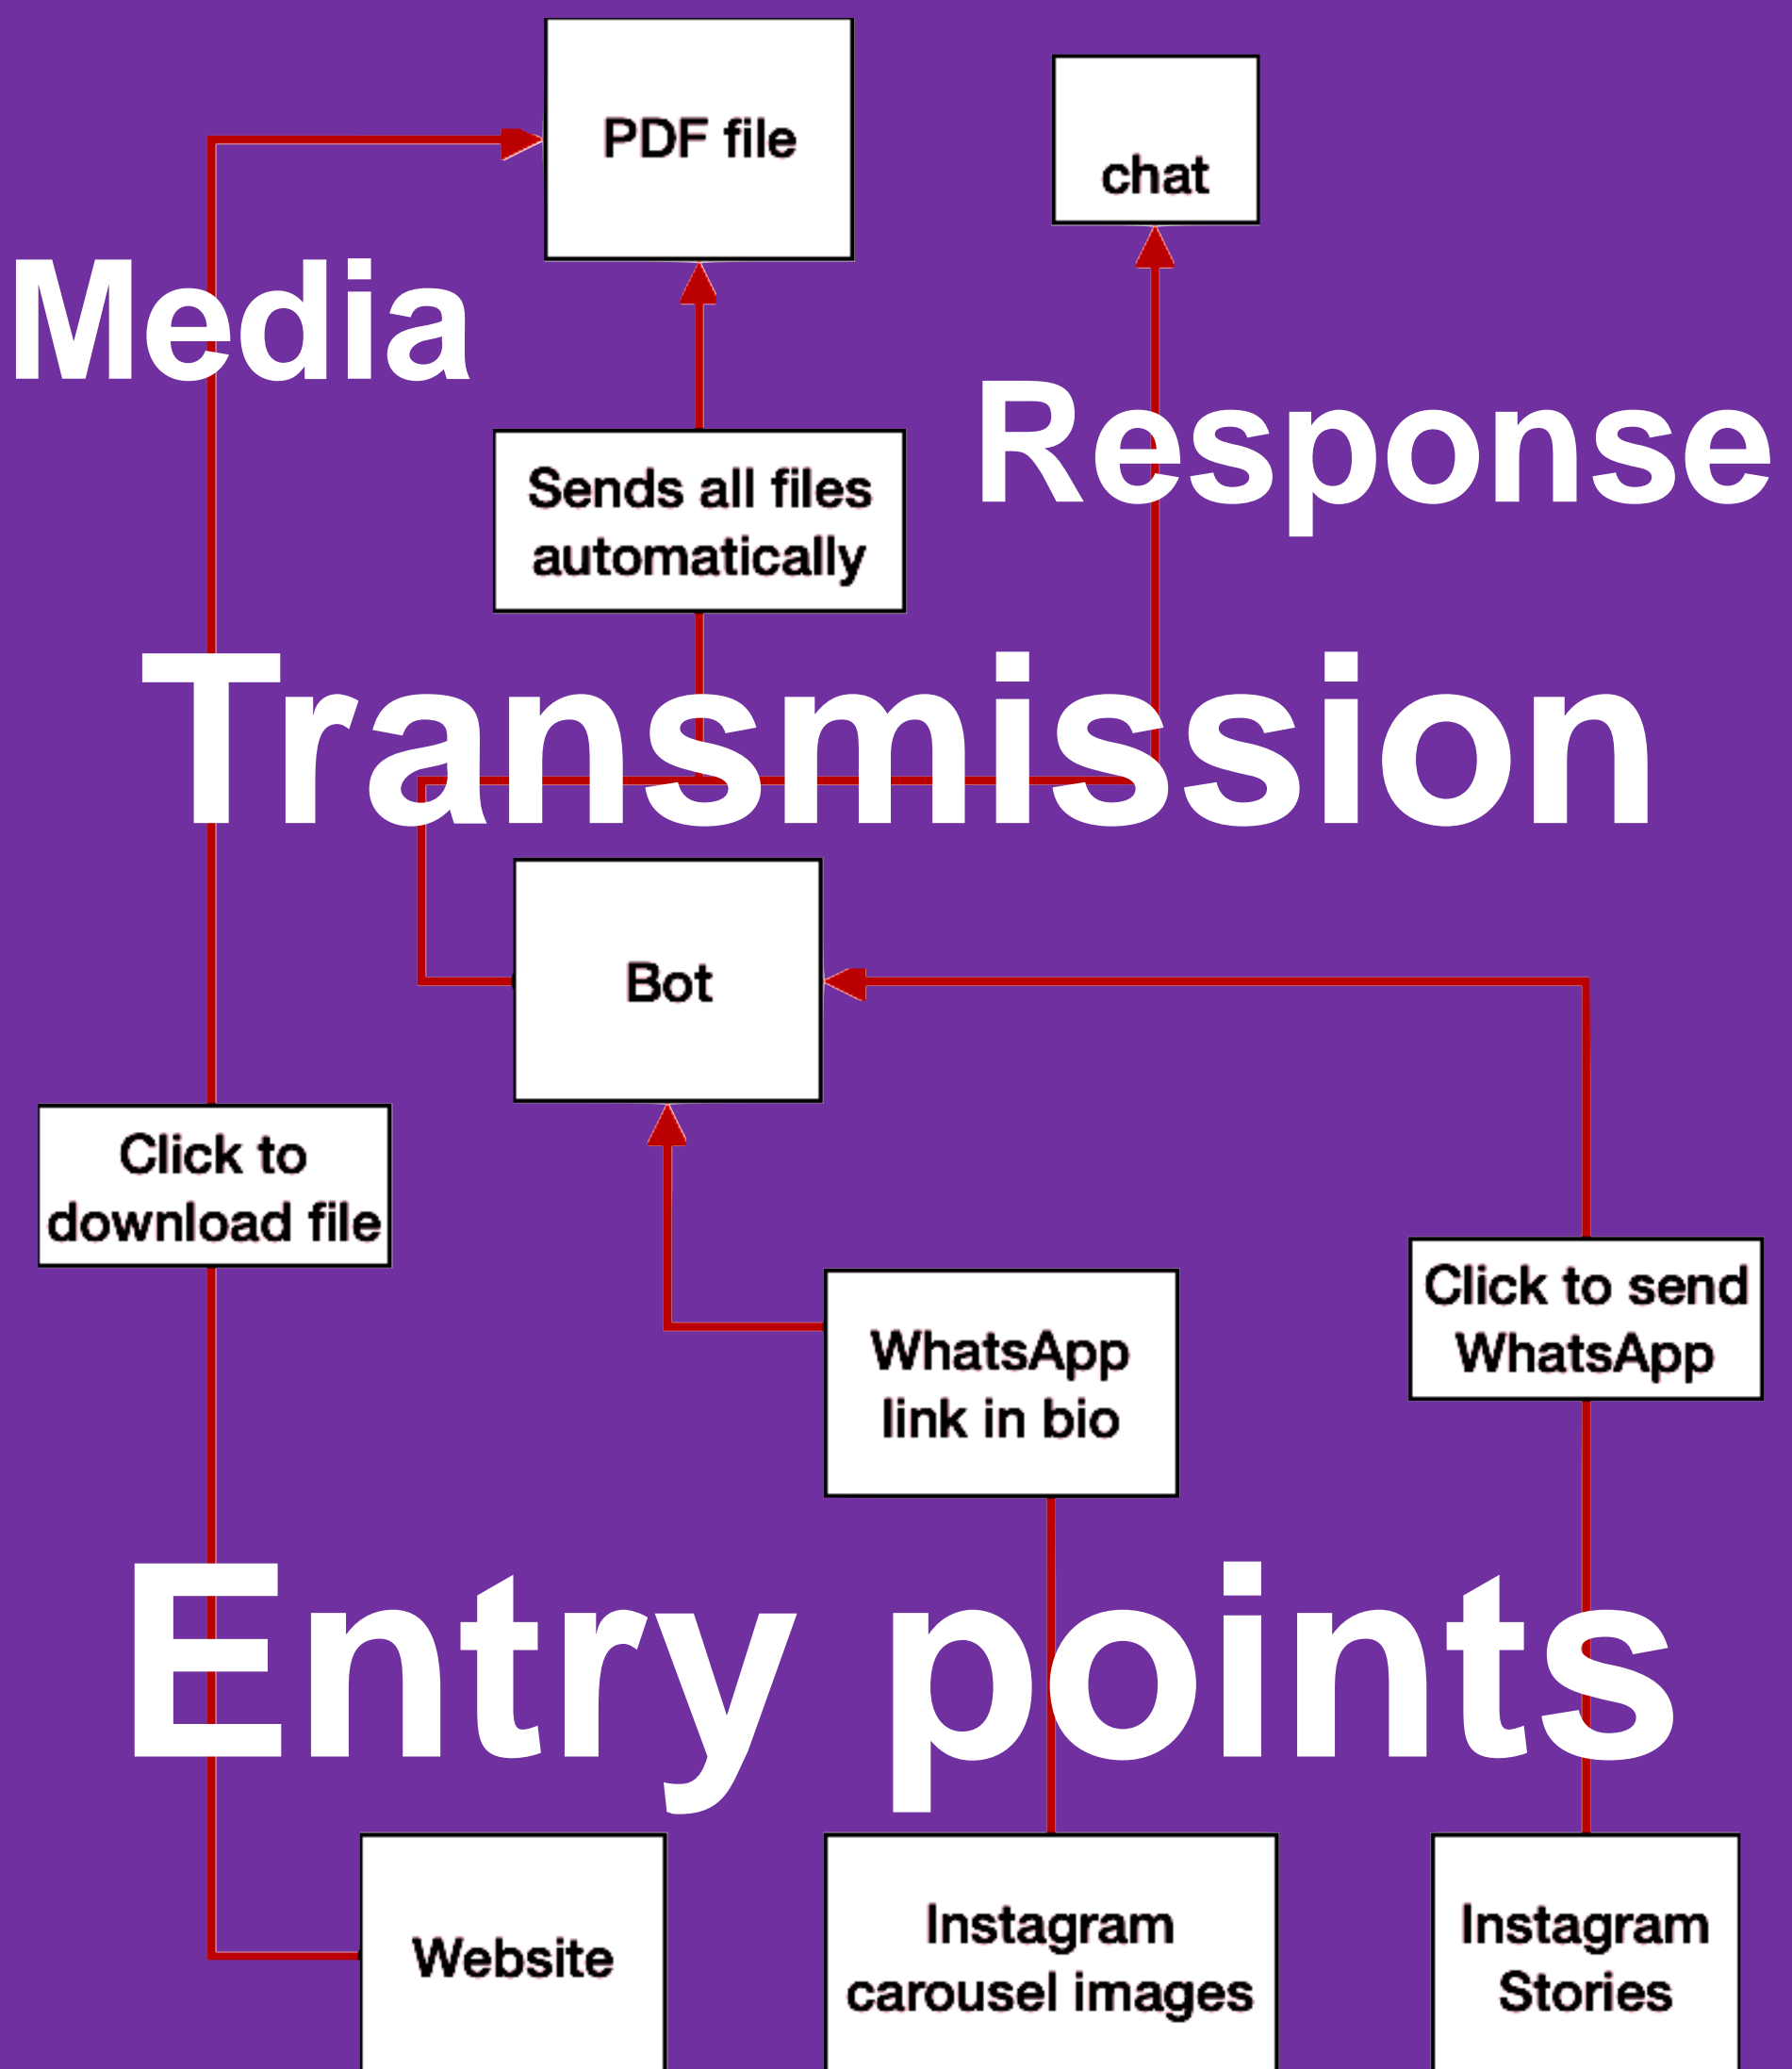 PDF file
chat
Media
Response
Sends all files
automatically
Transmission
Bot
Click to
download file
Click to send
WhatsApp
WhatsApp
link in bio
Entry points
Website
Instagram
carousel images
Instagram
Stories